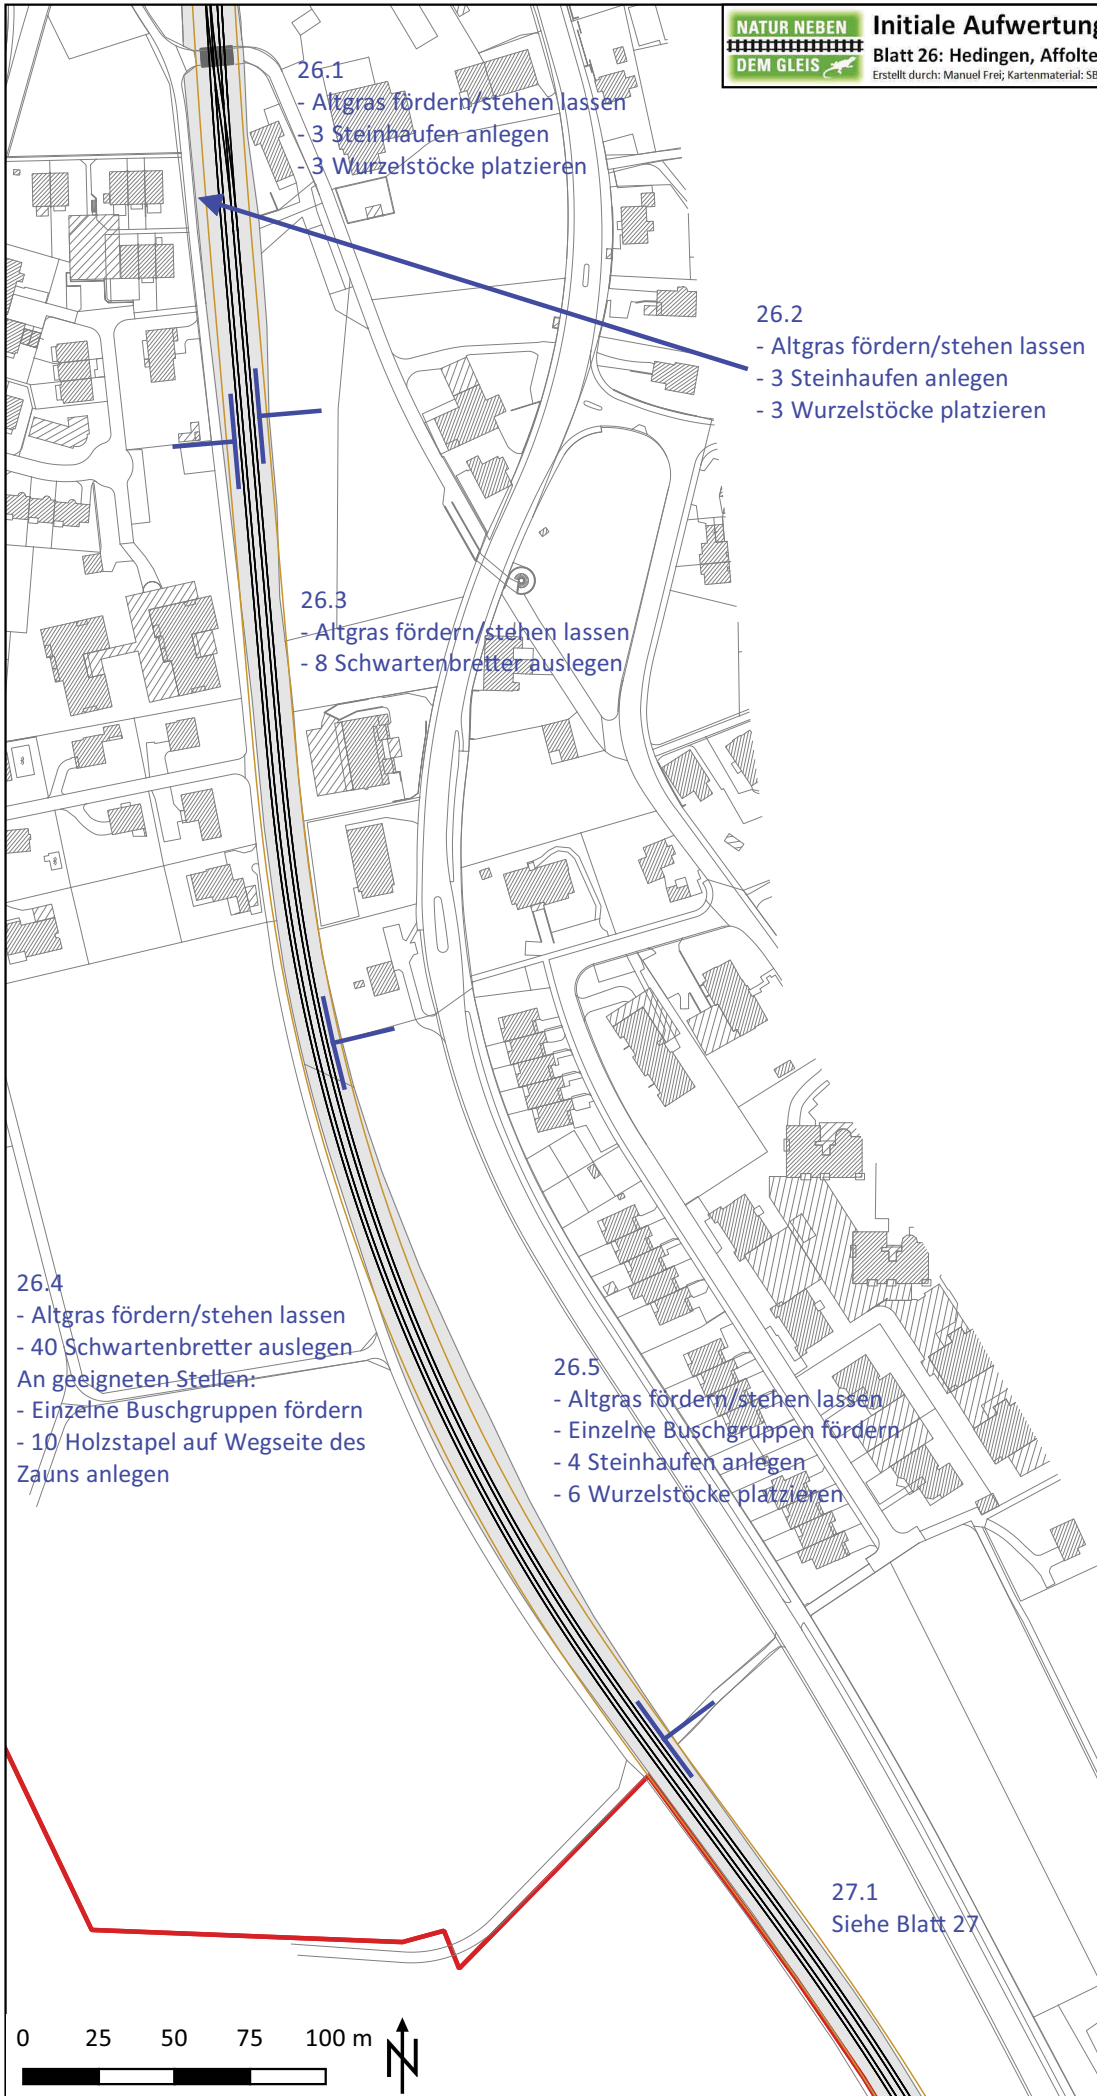 NATUR NEBEN
DEM GLEIS
Initiale Aufwertung
Blatt 26: Hedingen, Affolte
Erstellt durch: Manuel Frei; Kartenmaterial: SB
26.1
- Altgras fördern/stehen lassen
- 3 Steinhaufen anlegen
- 3 Wurzelstöcke platzieren
26.2
- Altgras fördern/stehen lassen
- 3 Steinhaufen anlegen
- 3 Wurzelstöcke platzieren
26.3
- Altgras fördern/stehen lassen
- 8 Schwartenbretter auslegen
26.4
- Altgras fördern/stehen lassen
- 40 Schwartenbretter auslegen
An geeigneten Stellen:
- Einzelne Buschgruppen fördern
- 10 Holzstapel auf Wegseite des
Zauns anlegen
26.5
- Altgras fördern/stehen lassen
- Einzelne Buschgruppen fördern
- 4 Steinhaufen anlegen
- 6 Wurzelstöcke platzieren
27.1
Siehe Blatt 27
0 25 50 75 100 m
N